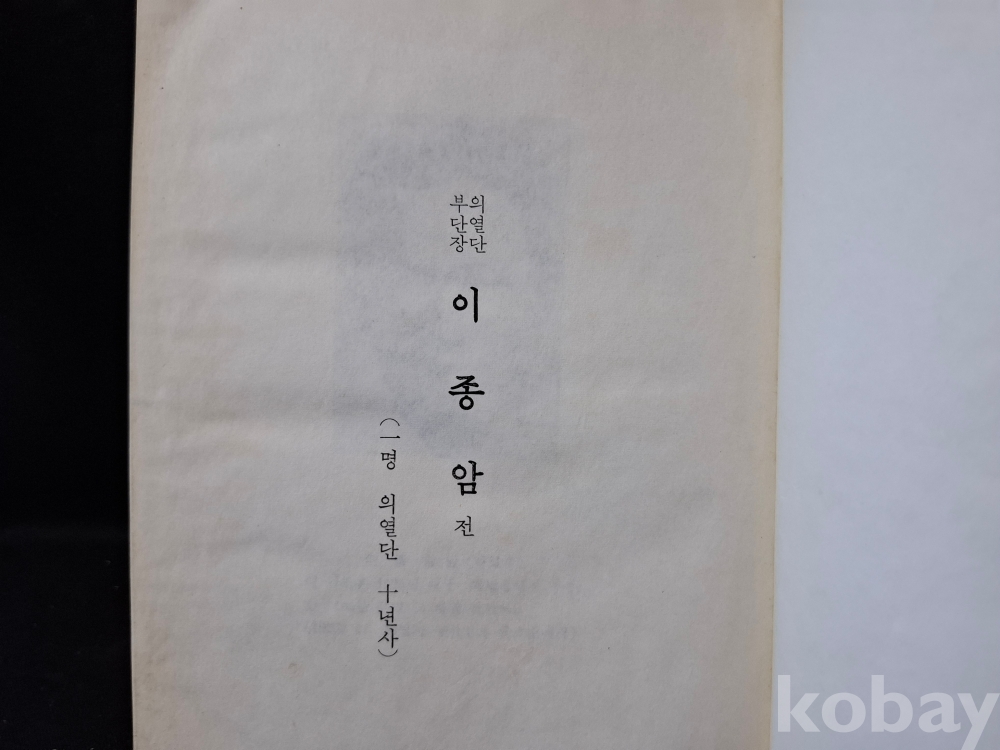 의열단
부단장
이종암전
(一명 의열단 十년사)
kobay